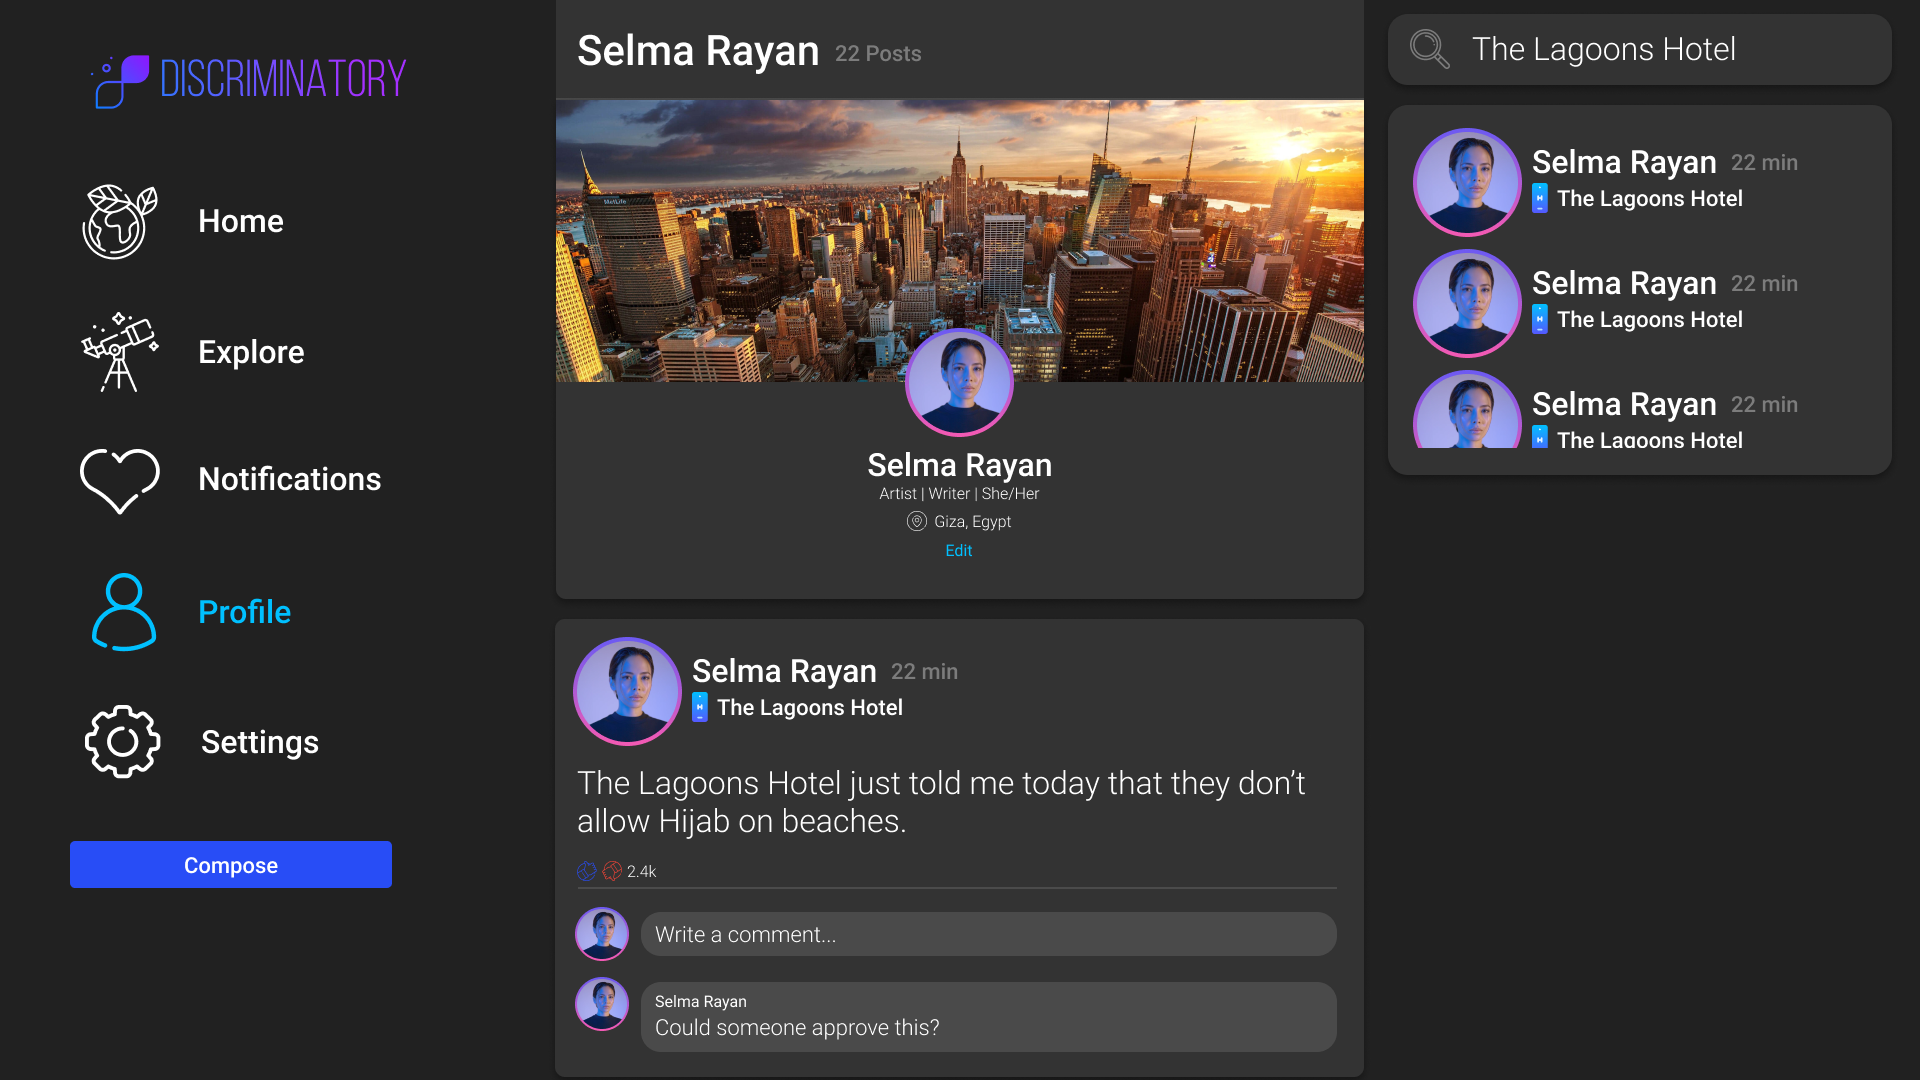 DISCRIMINATORY
Home
Explore
Notifications
Profile
Settings
Compose
Selma Rayan 22 Posts
MetLife
Selma Rayan
Artist | Writer | She/Her
Giza, Egypt
Edit
Selma Rayan 22 min
H The Lagoons Hotel
The Lagoons Hotel just told me today that they don’t
allow Hijab on beaches.
2.4k
Write a comment...
Selma Rayan
Could someone approve this?
The Lagoons Hotel
Selma Rayan 22 min
H The Lagoons Hotel
Selma Rayan 22 min
H The Lagoons Hotel
Selma Rayan 22 min
H The Lagoons Hotel